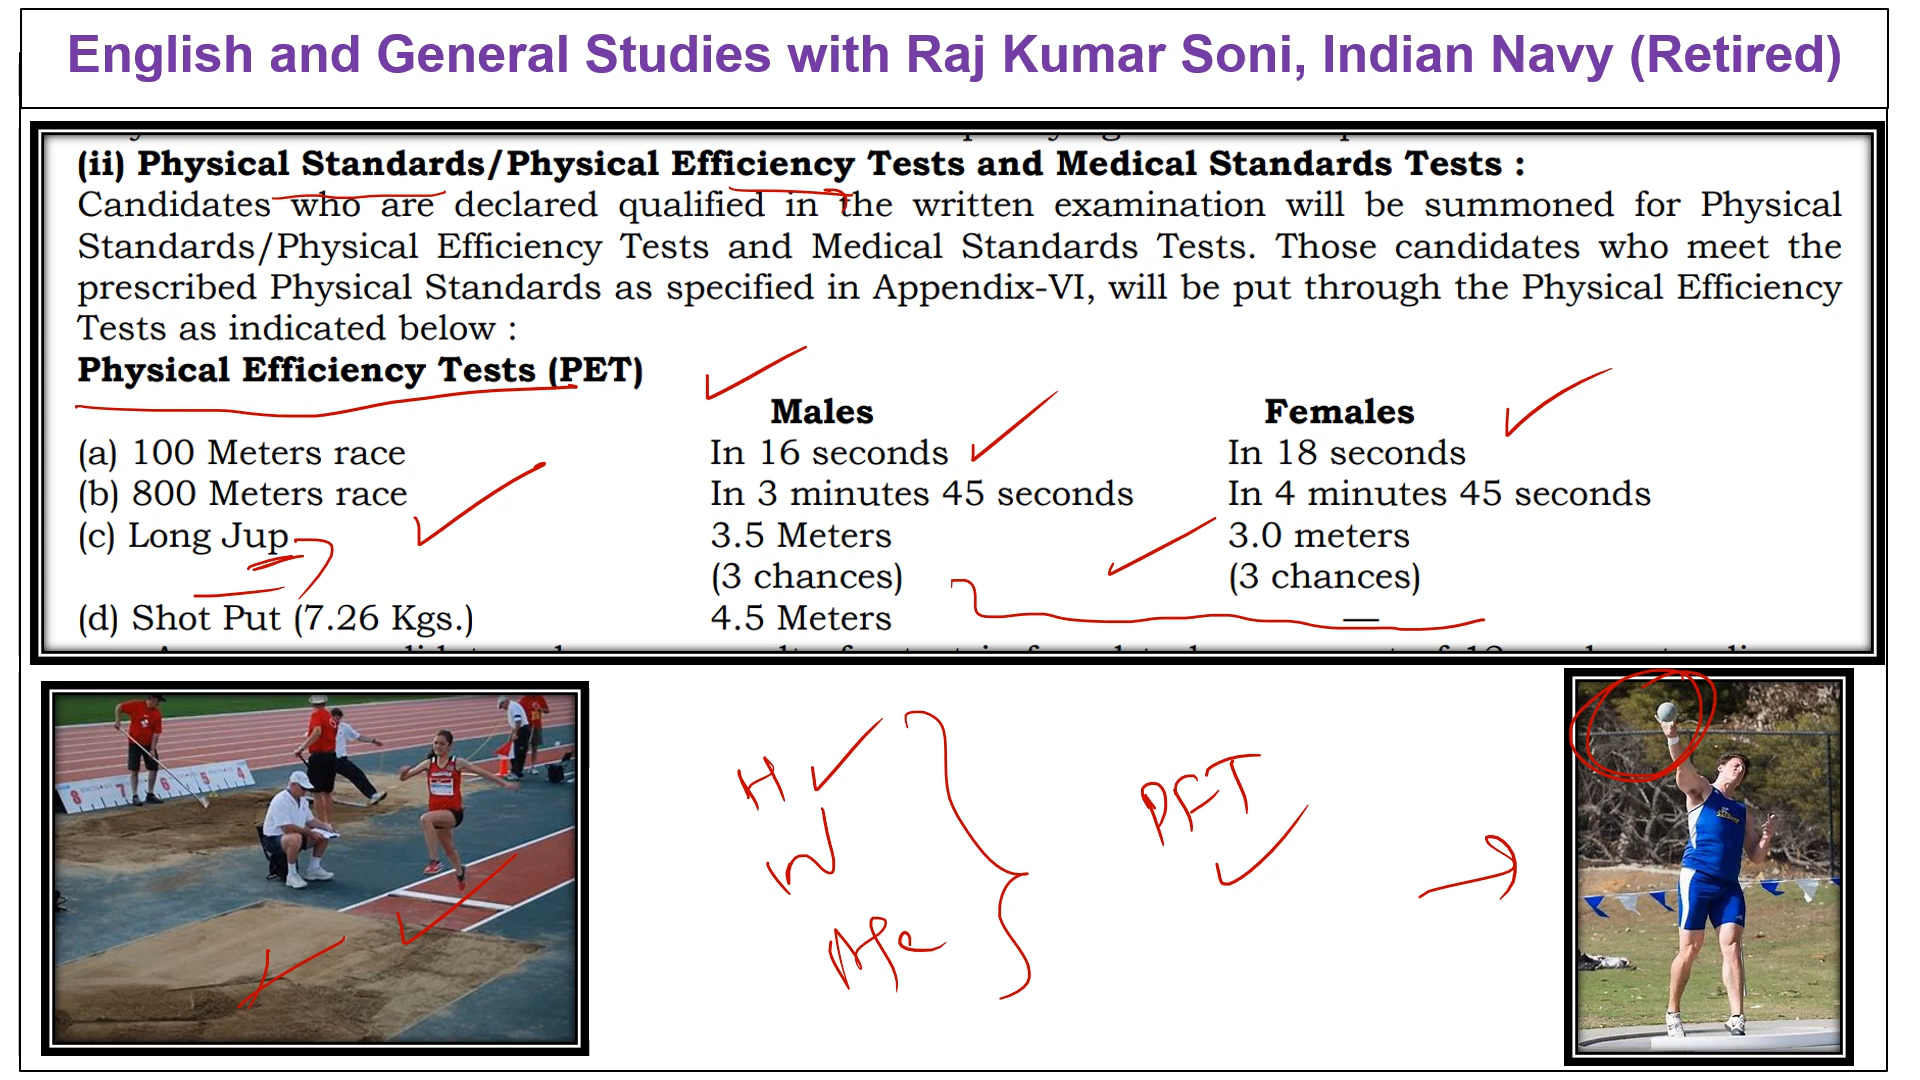 English and General Studies with Raj Kumar Soni, Indian Navy (Retired)
(ii) Physical Standards/Physical Efficiency Tests and Medical Standards Tests :
Candidates who are declared qualified in the written examination will be summoned for Physical
Standards/Physical Efficiency Tests and Medical Standards Tests. Those candidates who meet the
prescribed Physical Standards as specified in Appendix-VI, will be put through the Physical Efficiency
Tests as indicated below :
Physical Efficiency Tests (PET)
Males Females
(a) 100 Meters race In 16 seconds In 18 seconds
(b) 800 Meters race In 3 minutes 45 seconds In 4 minutes 45 seconds
(c) Long Jup 3.5 Meters 3.0 meters
(3 chances) (3 chances)
(d) Shot Put (7.26 Kgs.) 4.5 Meters —
8 7 6 5 4
H
W
PET